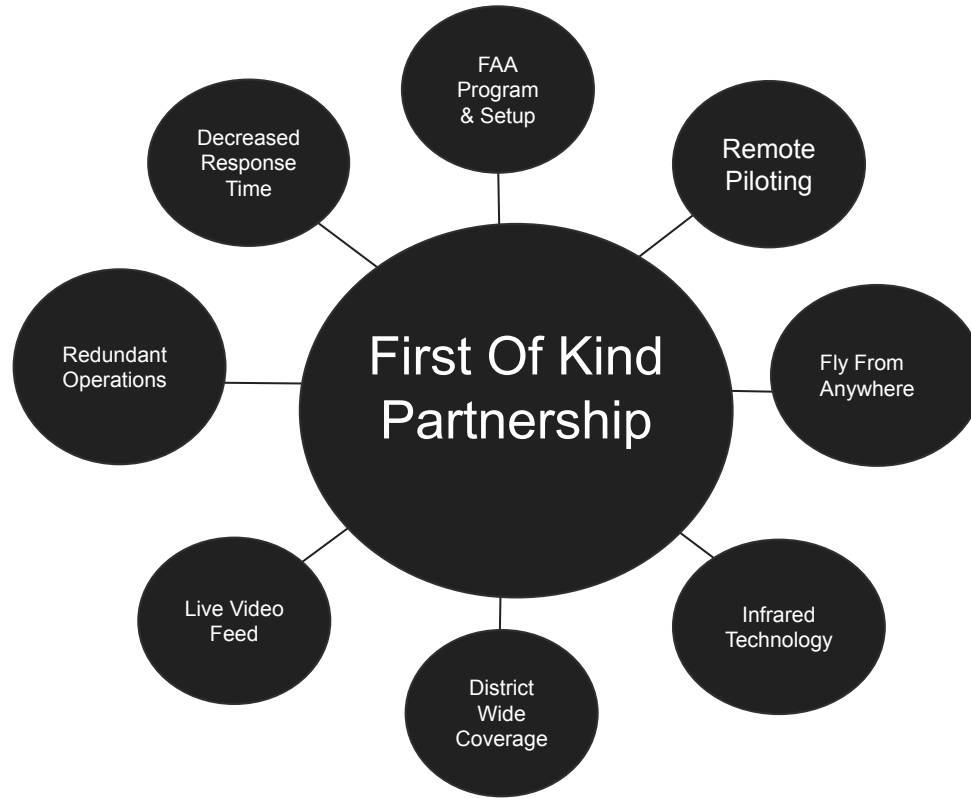 FAA
Program
& Setup
Decreased
Response
Time
Remote
Piloting
First Of Kind
Partnership
Redundant
Operations
Fly From
Anywhere
Live Video
Feed
Infrared
Technology
District
Wide
Coverage